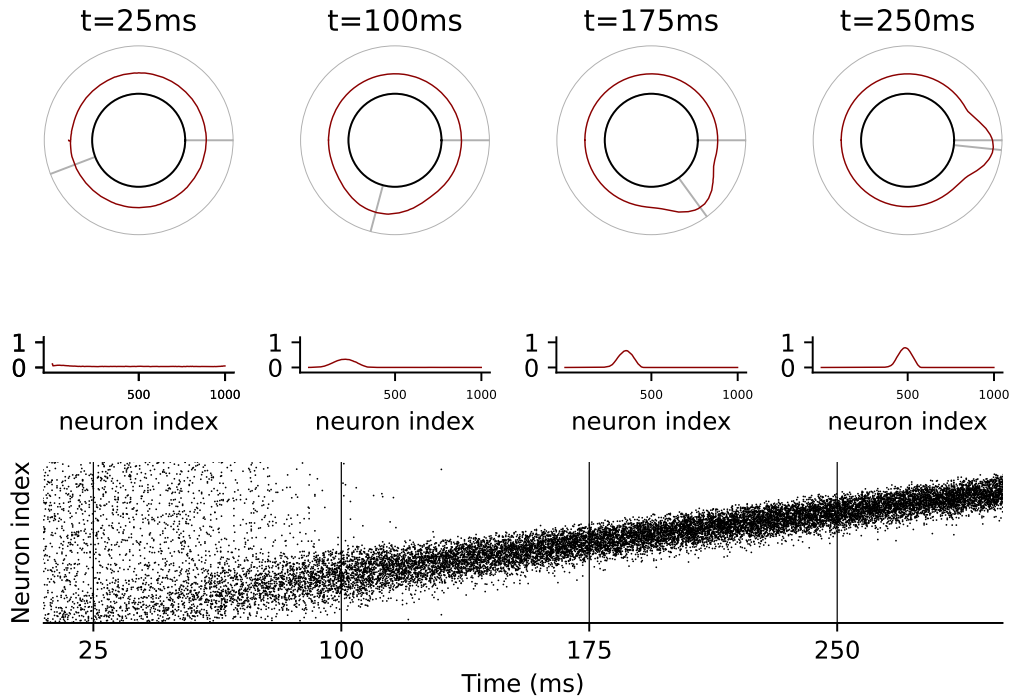 t=25ms t=100ms t=175ms t=250ms
1 1 1 1
0 0 0 0
500 1000 500 1000 500 1000 500 1000
neuron index neuron index neuron index neuron index
Neuron index
25 100 175 250
Time (ms)